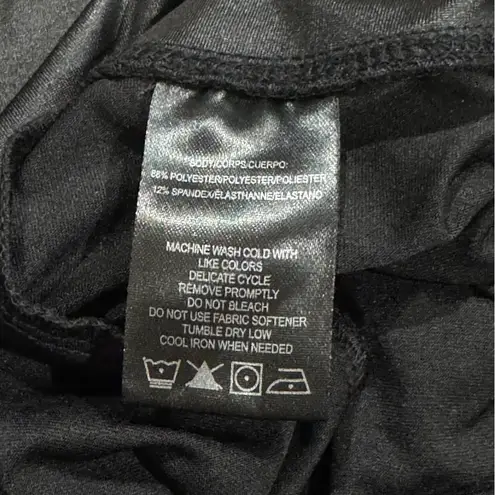 BODY/CORPS/CUERPO:
88% POLYESTER/POLYESTER/POLIESTER
12% SPANDEX/ÉLASTHANNE/ELASTANO
MACHINE WASH COLD WITH
LIKE COLORS
DELICATE CYCLE
REMOVE PROMPTLY
DO NOT BLEACH
DO NOT USE FABRIC SOFTENER
TUMBLE DRY LOW
COOL IRON WHEN NEEDED